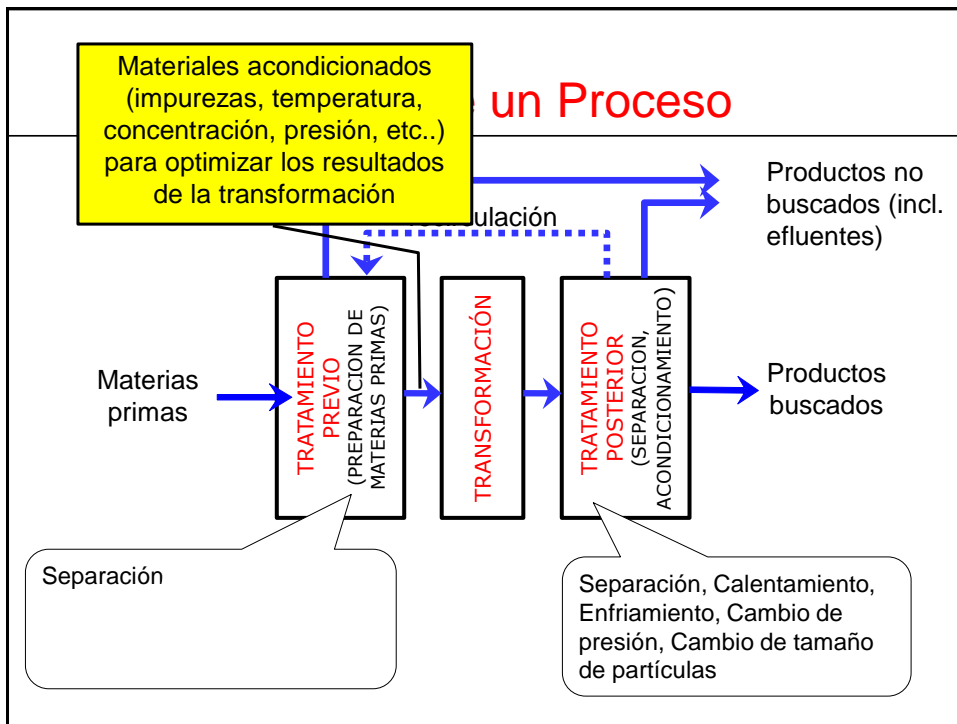 Materiales acondicionados
(impurezas, temperatura,
concentración, presión, etc..)
para optimizar los resultados
de la transformación
un Proceso
Productos no
buscados (incl.
efluentes)
Materias
primas
TRATAMIENTO
PREVIO
(PREPARACION DE
MATERIAS PRIMAS)
TRANSFORMACIÓN
TRATAMIENTO
POSTERIOR
(SEPARACION,
ACONDICIONAMIENTO)
Productos
buscados
Separación
Separación, Calentamiento,
Enfriamiento, Cambio de
presión, Cambio de tamaño
de partículas